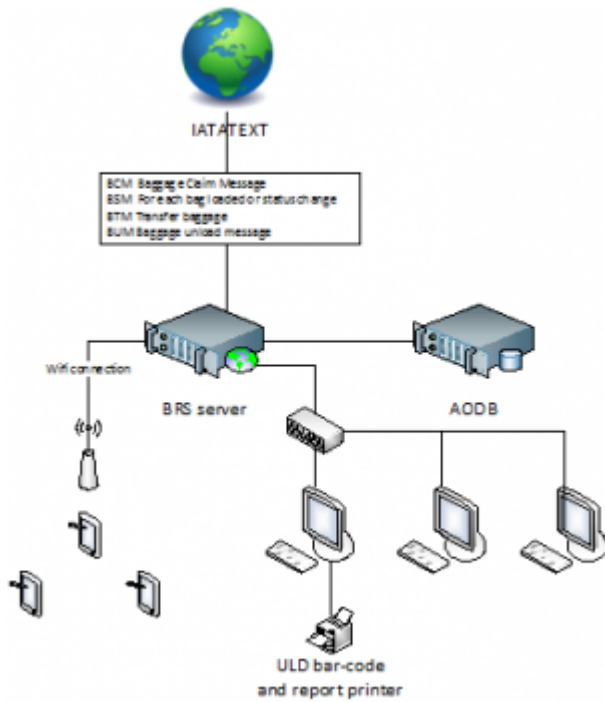 IATATEXT
BCM Baggage Claim Message
BSM For each bag loaded or status change
BTM Transfer baggage
BUM Baggage unload message
Wifi connection
BRS server
AODB
ULD bar-code
and report printer